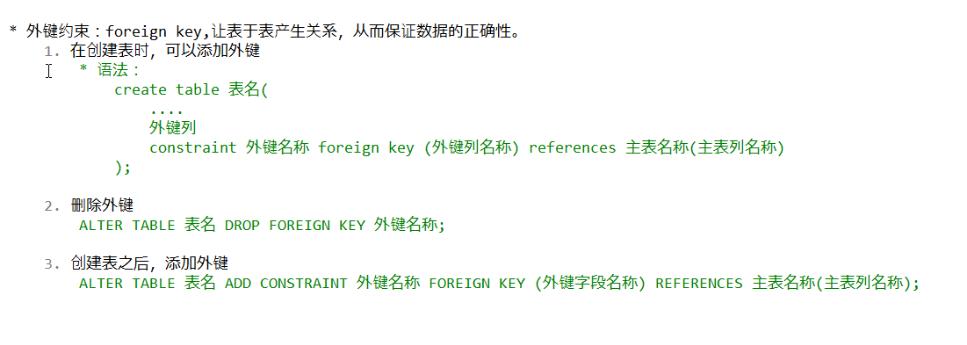 * 外键约束：foreign key,让表于表产生关系，从而保证数据的正确性。
1. 在创建表时，可以添加外键
* 语法：
create table 表名(
....
外键列
constraint 外键名称 foreign key (外键列名称) references 主表名称(主表列名称)
);
2. 删除外键
ALTER TABLE 表名 DROP FOREIGN KEY 外键名称;
3. 创建表之后，添加外键
ALTER TABLE 表名 ADD CONSTRAINT 外键名称 FOREIGN KEY (外键字段名称) REFERENCES 主表名称(主表列名称);